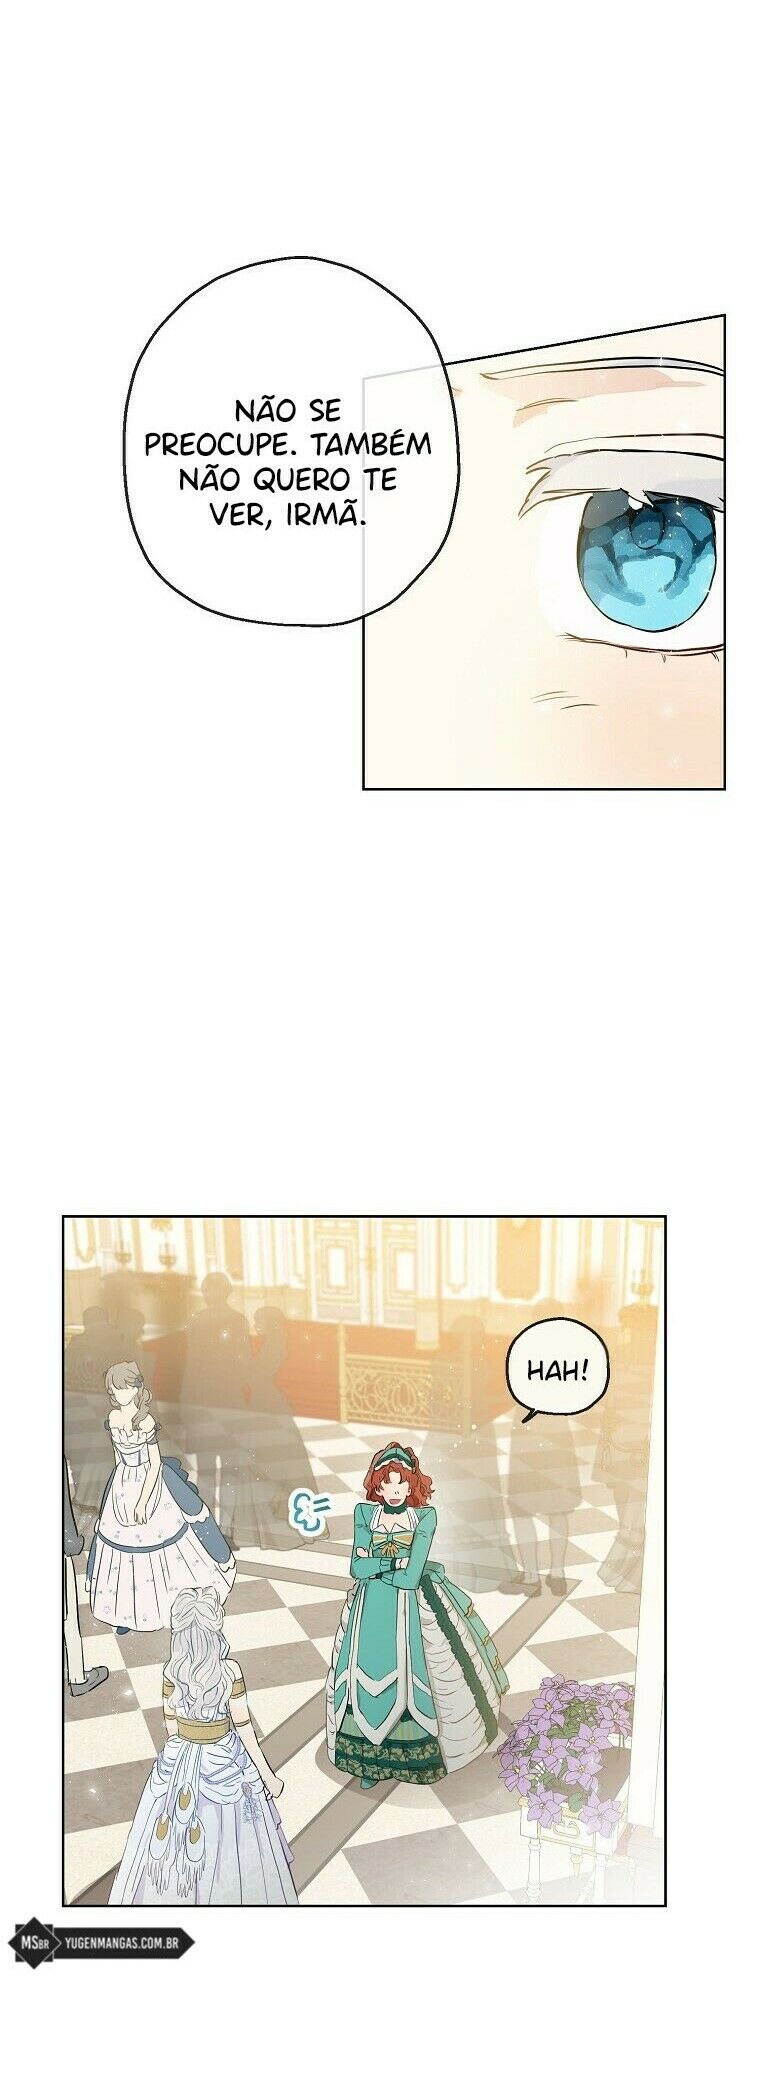 NÃO SE
PREOCUPE. TAMBÉM
NÃO QUERO TE
VER, IRMÃ.
HAH!
MSBR YUGENMANGAS.COM.BR